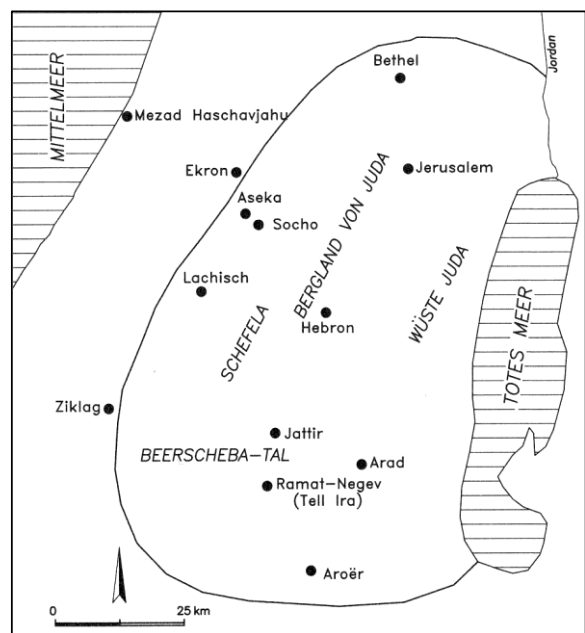 Bethel
Jordan
MITTELMEER
Mezad Haschavjahu
Ekron
Jerusalem
Aseka
Socho
BERGLAND VON JUDA
Lachisch
SCHEFELA
Hebron
WÜSTE JUDA
TOTES MEER
Ziklag
Jattir
BEERSCHEBA-TAL
Arad
Ramat-Negev
(Tell Ira)
Aroër
0 25 km